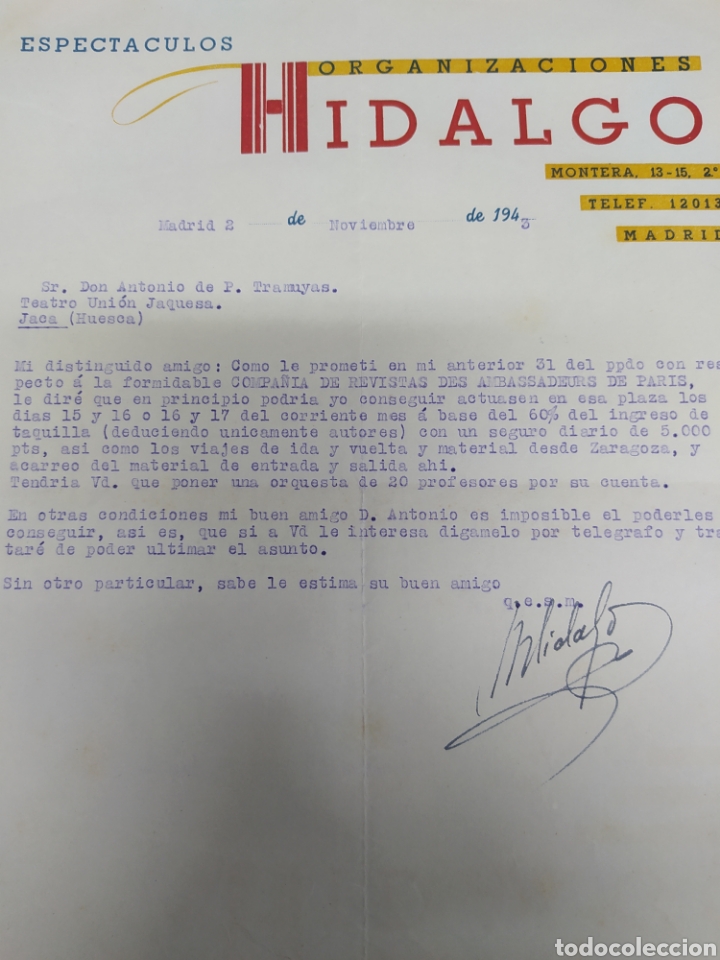 ESPECTACULOS
ORGANIZACIONES
HIDALGO
MONTERA, 13-15, 2º
TELEF. 12013
MADRID
Madrid 2 de Noviembre de 1943
Sr. Don Antonio de P. Tramuyas.
Teatro Unión Jaquesa.
Jaca (Huesca)
Mi distinguido amigo: Como le prometi en mi anterior 31 del ppdo con res
pecto á la formidable COMPAÑIA DE REVISTAS DES AMBASSADEURS DE PARIS,
le diré que en principio podria yo conseguir actuasen en esa plaza los
dias 15 y 16 o 16 y 17 del corriente mes á base del 60% del ingreso de
taquilla (deduciendo unicamente autores) con un seguro diario de 5.000
pts, asi como los viajes de ida y vuelta y material desde Zaragoza, y
acarreo del material de entrada y salida ahi.
Tendria Vd. que poner una orquesta de 20 profesores por su cuenta.
En otras condiciones mi buen amigo D. Antonio es imposible el poderles
conseguir, asi es, que si a Vd le interesa digamelo por telegrafo y tra
taré de poder ultimar el asunto.
Sin otro particular, sabe le estima su buen amigo
q.e.s.m.
Hidalgo
todocoleccion